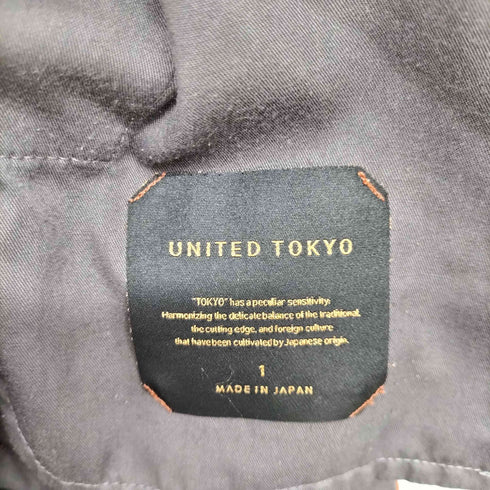 UNITED TOKYO
"TOKYO" has a peculiar sensitivity:
Harmonizing the delicate balance of the traditional,
the cutting edge, and foreign culture
that have been cultivated by Japanese origin.
1
MADE IN JAPAN